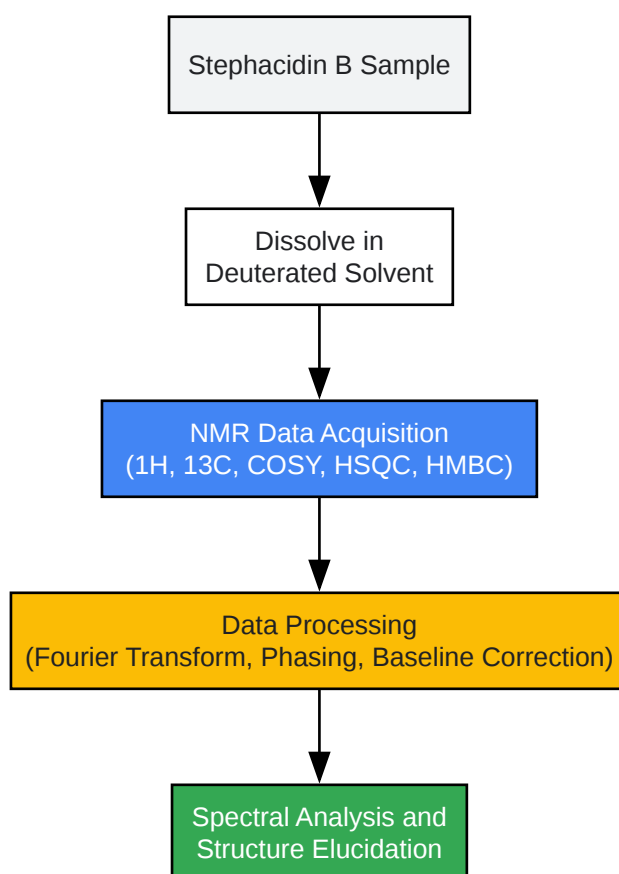 Stephacidin B Sample
Dissolve in
Deuterated Solvent
NMR Data Acquisition
(1H, 13C, COSY, HSQC, HMBC)
Data Processing
(Fourier Transform, Phasing, Baseline Correction)
Spectral Analysis and
Structure Elucidation